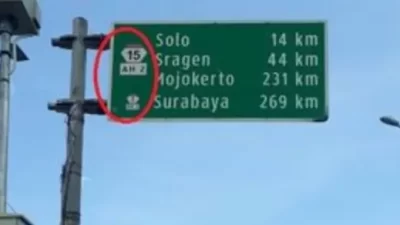 Solo 14 km
15
Sragen 44 km
AH 2
Mojokerto 231 km
Surabaya 269 km